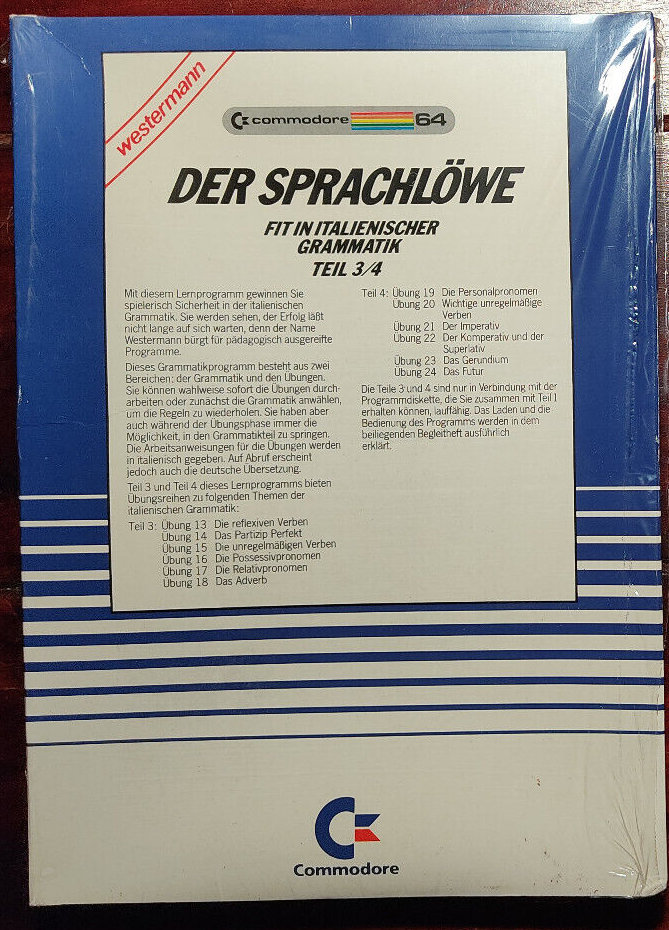 westermann
commodore 64
DER SPRACHLÖWE
FIT IN ITALIENISCHER
GRAMMATIK
TEIL 3/4
Mit diesem Lernprogramm gewinnen Sie
spielerisch Sicherheit in der italienischen
Grammatik. Sie werden sehen, der Erfolg läßt
nicht lange auf sich warten, denn der Name
Westermann bürgt für pädagogisch ausgereifte
Programme.
Dieses Grammatikprogramm besteht aus zwei
Bereichen: der Grammatik und den Übungen.
Sie können wahlweise sofort die Übungen durch-
arbeiten oder zunächst die Grammatik anwählen,
um die Regeln zu wiederholen. Sie haben aber
auch während der Übungsphase immer die
Möglichkeit, in den Grammatikteil zu springen.
Die Arbeitsanweisungen für die Übungen werden
in italienisch gegeben. Auf Abruf erscheint
jedoch auch die deutsche Übersetzung.
Teil 3 und Teil 4 dieses Lernprogramms bieten
Übungsreihen zu folgenden Themen der
italienischen Grammatik:
Teil 3: Übung 13 Die reflexiven Verben
Übung 14 Das Partizip Perfekt
Übung 15 Die unregelmäßigen Verben
Übung 16 Die Possessivpronomen
Übung 17 Die Relativpronomen
Übung 18 Das Adverb
Teil 4: Übung 19 Die Personalpronomen
Übung 20 Wichtige unregelmäßige
Verben
Übung 21 Der Imperativ
Übung 22 Der Komperativ und der
Superlativ
Übung 23 Das Gerundium
Übung 24 Das Futur
Die Teile 3 und 4 sind nur in Verbindung mit der
Programmdiskette, die Sie zusammen mit Teil 1
erhalten können, lauffähig. Das Laden und die
Bedienung des Programms werden in dem
beiliegenden Begleitheft ausführlich
erklärt.
Commodore